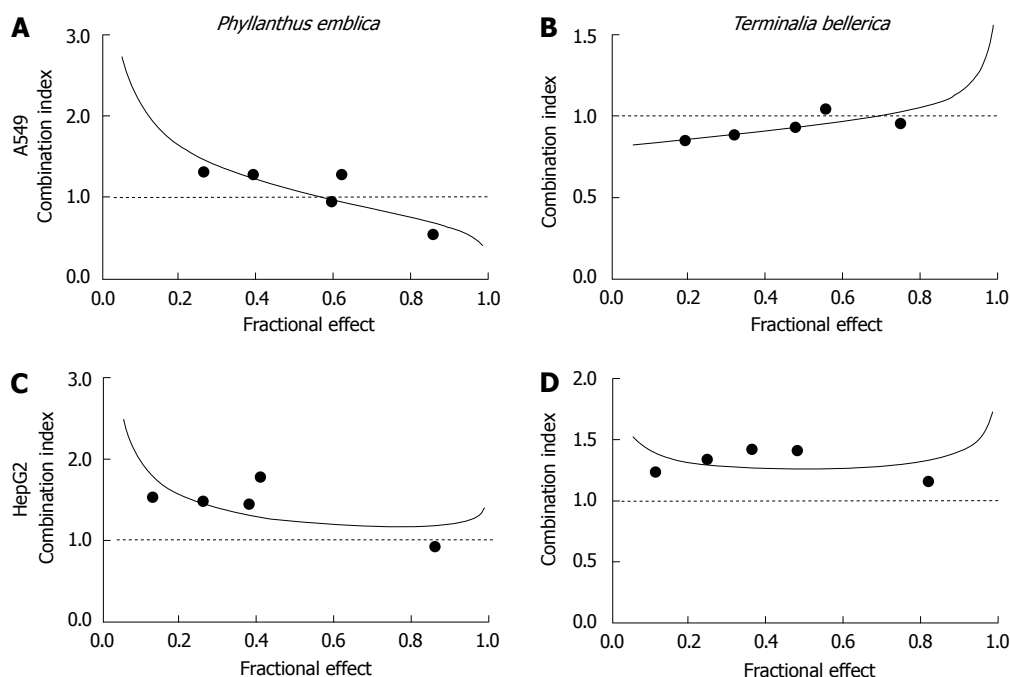 A
Phyllanthus emblica
A549
Combination index
3.0
2.0
1.0
0.0
0.0 0.2 0.4 0.6 0.8 1.0
Fractional effect
B
Terminalia bellerica
Combination index
1.5
1.0
0.5
0.0
0.0 0.2 0.4 0.6 0.8 1.0
Fractional effect
C
HepG2
Combination index
3.0
2.0
1.0
0.0
0.0 0.2 0.4 0.6 0.8 1.0
Fractional effect
D
Combination index
2.0
1.5
1.0
0.5
0.0
0.0 0.2 0.4 0.6 0.8 1.0
Fractional effect